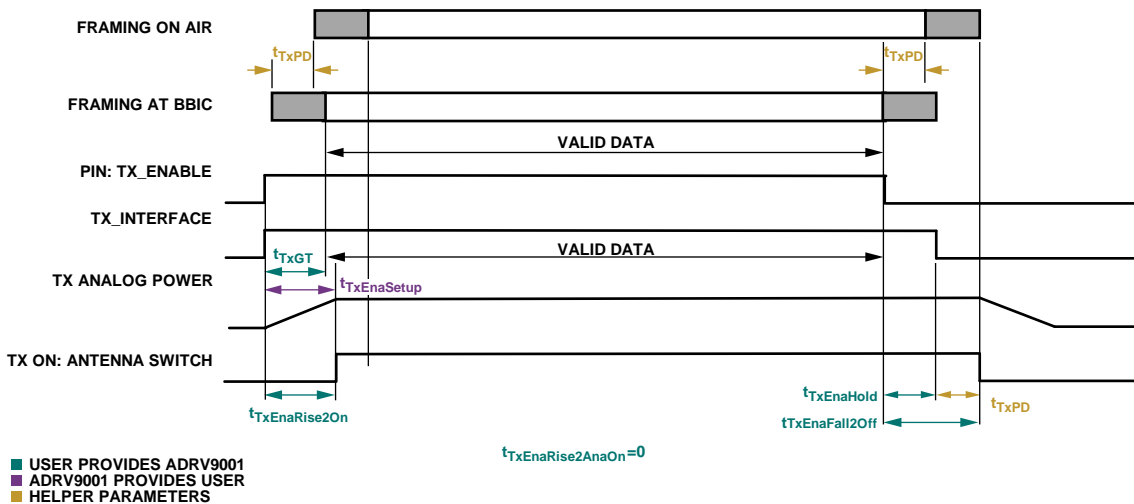 FRAMING ON AIR
tTxPD
tTxPD
FRAMING AT BBIC
VALID DATA
PIN: TX_ENABLE
TX_INTERFACE
tTxGT
VALID DATA
TX ANALOG POWER
tTxEnaSetup
TX ON: ANTENNA SWITCH
tTxEnaHold
tTxPD
tTxEnaRise2On
tTxEnaFall2Off
tTxEnaRise2AnaOn=0
USER PROVIDES ADRV9001
ADRV9001 PROVIDES USER
HELPER PARAMETERS